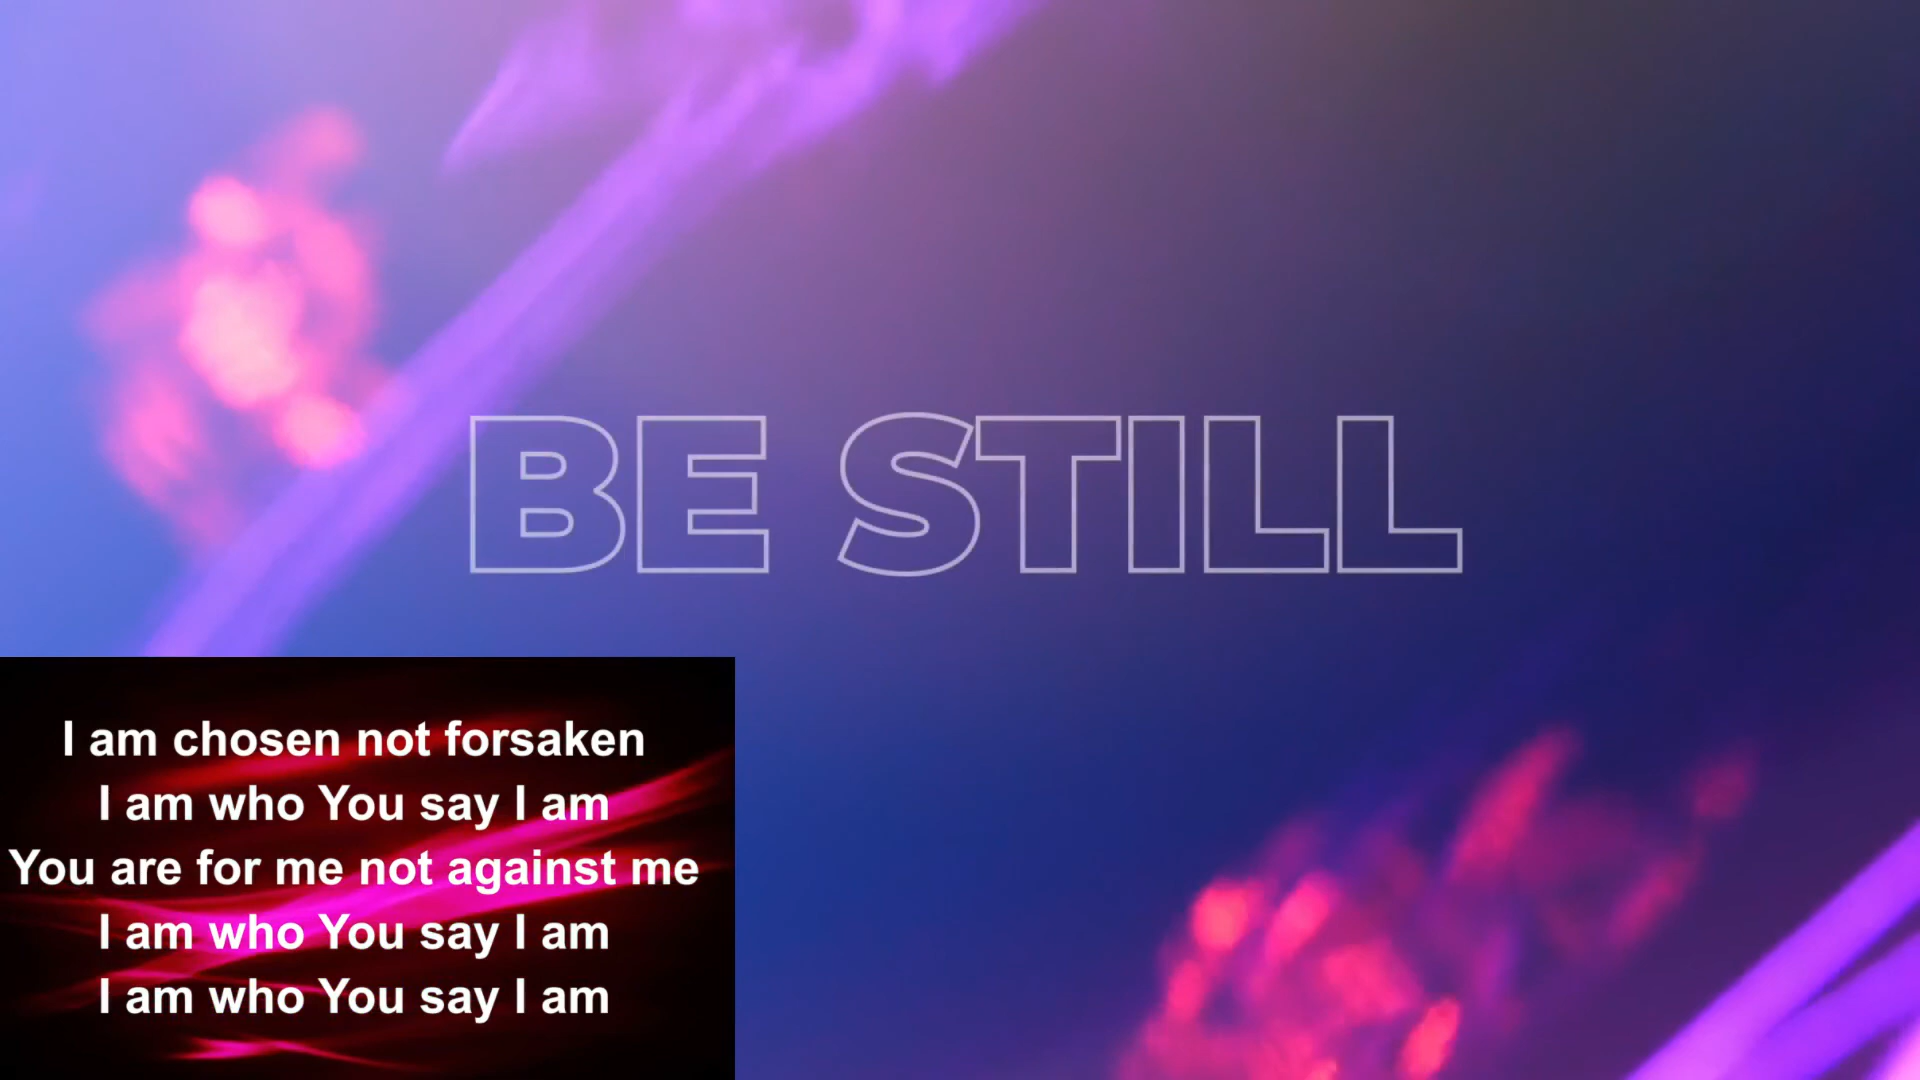 BE STILL
I am chosen not forsaken
I am who You say I am
You are for me not against me
I am who You say I am
I am who You say I am